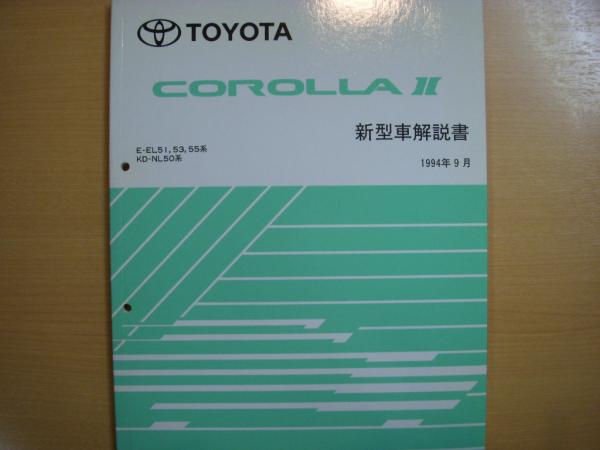 TOYOTA
COROLLA II
新型車解説書
E-EL51, 53, 55系
KD-NL50系
1994年9月